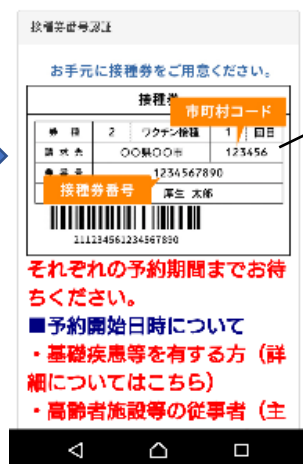 接種券番号認証
お手元に接種券をご用意ください。
接種券
市町村コード
券種 2 ワクチン接種 1 回目
請求先 〇〇県〇〇市 123456
券番号 1234567890
接種券番号
厚生 太郎
211234561234567890
それぞれの予約期間までお待
ちください。
■予約開始日時について
・基礎疾患等を有する方（詳
細についてはこちら）
・高齢者施設等の従事者（主